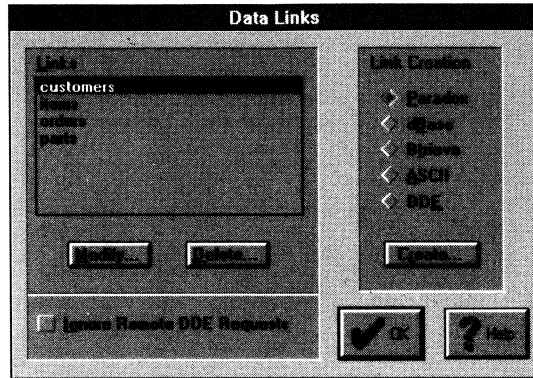 Data Links
Links
customers
items
orders
parts
Modify...
Delete...
Ignore Remote DDE Requests
Link Creation
Paradox
dBase
Btrieve
ASCII
DDE
Create...
OK
Help